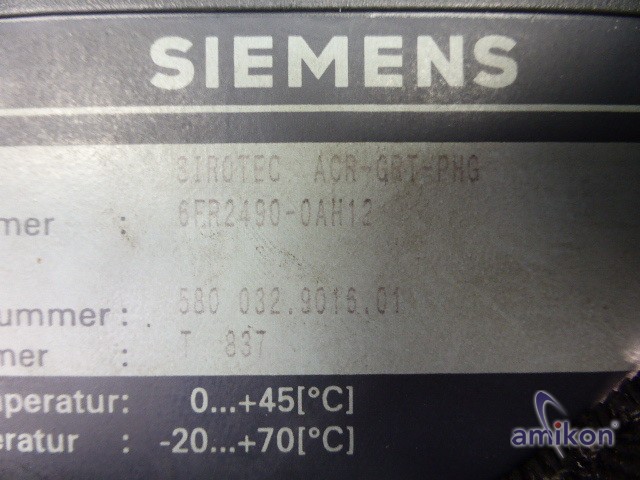 SIEMENS
SIROTEC ACR-GRT-PHG
mer : 6FR2490-0AH12
ummer : 580 032.9016.01
mer : T 837
peratur: 0...+45[°C]
eratur : -20...+70[°C]
amikon